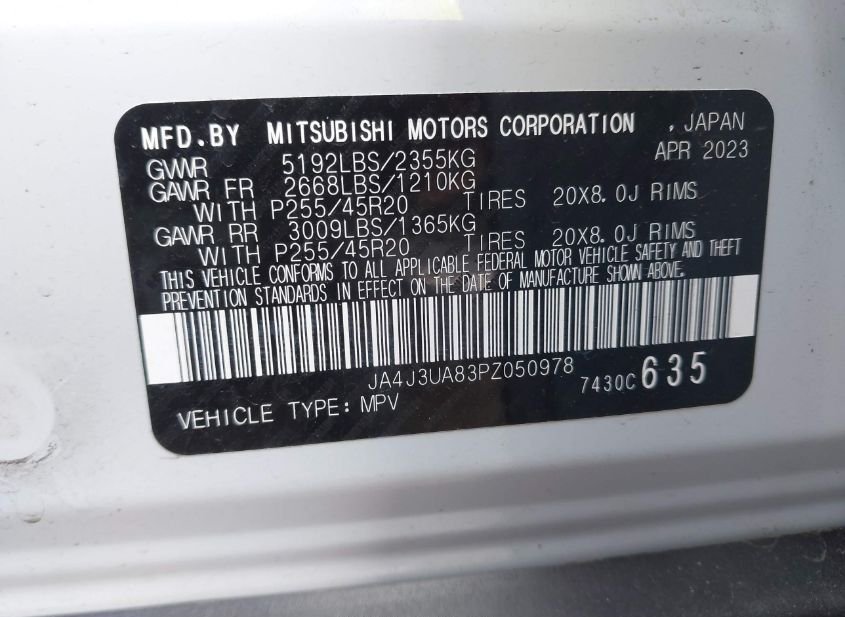 MFD.BY MITSUBISHI MOTORS CORPORATION , JAPAN
APR 2023
GVWR 5192LBS/2355KG
GAWR FR 2668LBS/1210KG
WITH P255/45R20 TIRES 20X8.0J RIMS
GAWR RR 3009LBS/1365KG
WITH P255/45R20 TIRES 20X8.0J RIMS
THIS VEHICLE CONFORMS TO ALL APPLICABLE FEDERAL MOTOR VEHICLE SAFETY AND THEFT
PREVENTION STANDARDS IN EFFECT ON THE DATE OF MANUFACTURE SHOWN ABOVE.
JA4J3UA83PZ050978
7430C 635
VEHICLE TYPE: MPV